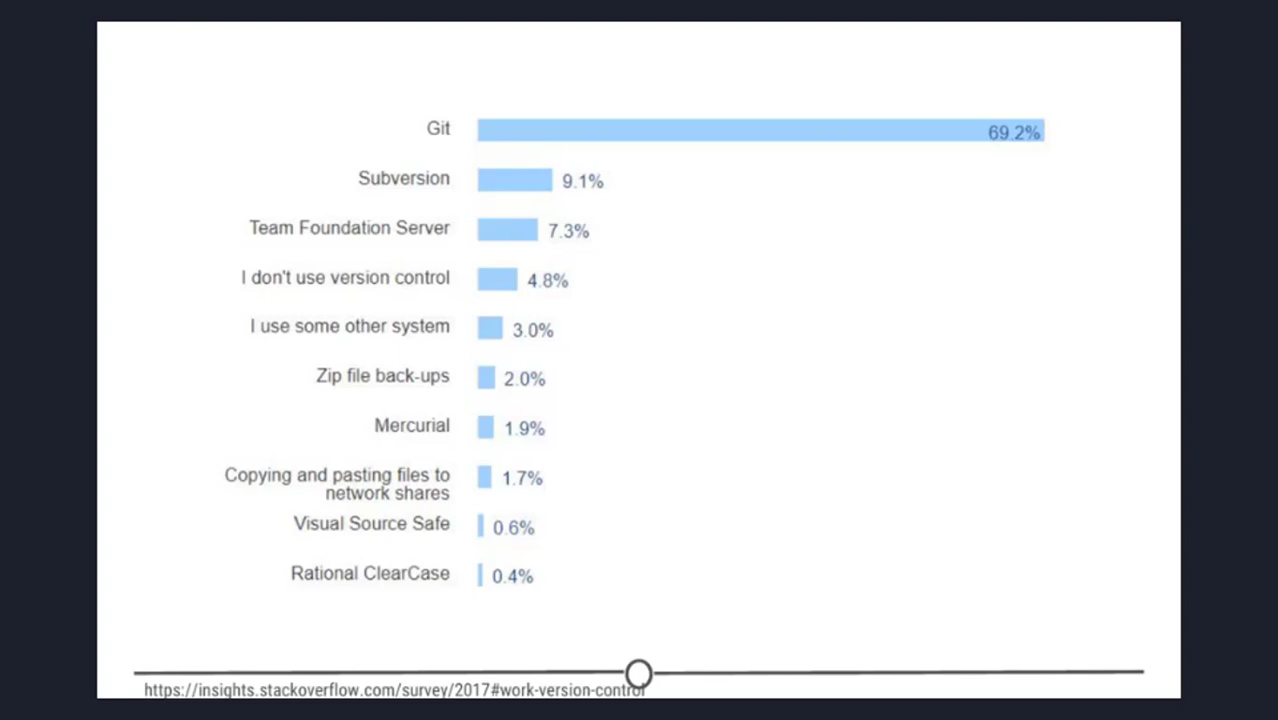 Git 69.2%
Subversion 9.1%
Team Foundation Server 7.3%
I don't use version control 4.8%
I use some other system 3.0%
Zip file back-ups 2.0%
Mercurial 1.9%
Copying and pasting files to
network shares 1.7%
Visual Source Safe 0.6%
Rational ClearCase 0.4%
https://insights.stackoverflow.com/survey/2017#work-version-control